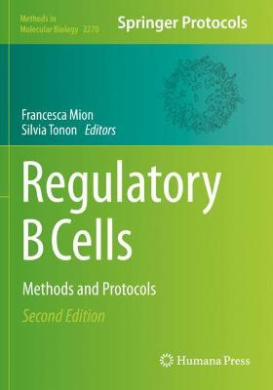 Methods in
Molecular Biology 2270
Springer Protocols
Francesca Mion
Silvia Tonon Editors
Regulatory
B Cells
Methods and Protocols
Second Edition
Humana Press